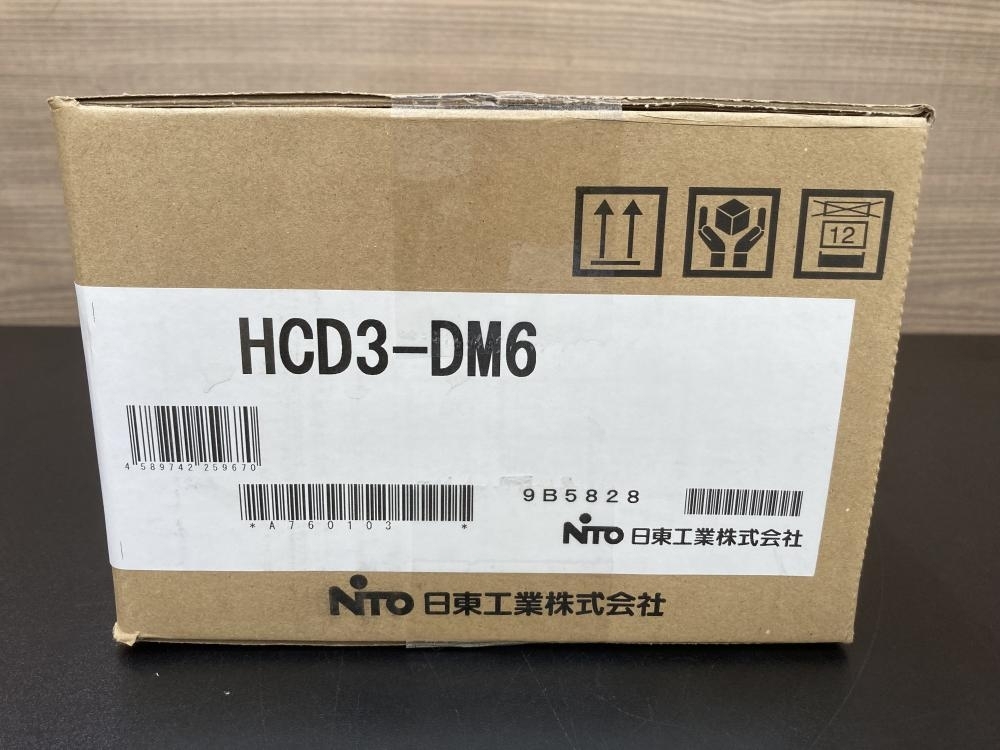 12
HCD3-DM6
4 589742 259670
*A760103 *
9B5828
NITO 日東工業株式会社
NITO 日東工業株式会社